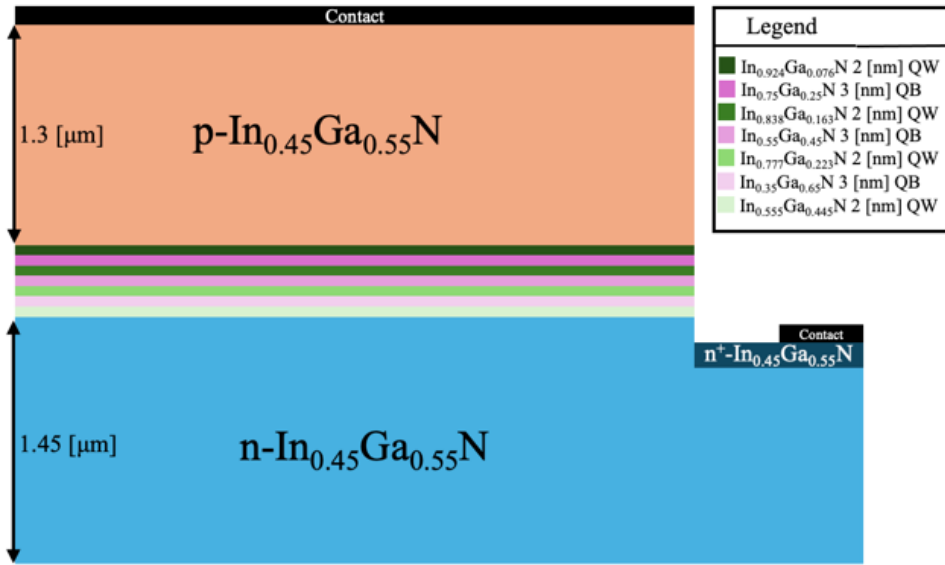 Contact
1.3 [μm]
p-In₀.₄₅Ga₀.₅₅N
Legend
In₀.₉₂₄Ga₀.₀₇₆N 2 [nm] QW
In₀.₇₅Ga₀.₂₅N 3 [nm] QB
In₀.₈₃₈Ga₀.₁₆₃N 2 [nm] QW
In₀.₅₅Ga₀.₄₅N 3 [nm] QB
In₀.₇₇₇Ga₀.₂₂₃N 2 [nm] QW
In₀.₃₅Ga₀.₆₅N 3 [nm] QB
In₀.₅₅₅Ga₀.₄₄₅N 2 [nm] QW
Contact
n⁺-In₀.₄₅Ga₀.₅₅N
1.45 [μm]
n-In₀.₄₅Ga₀.₅₅N